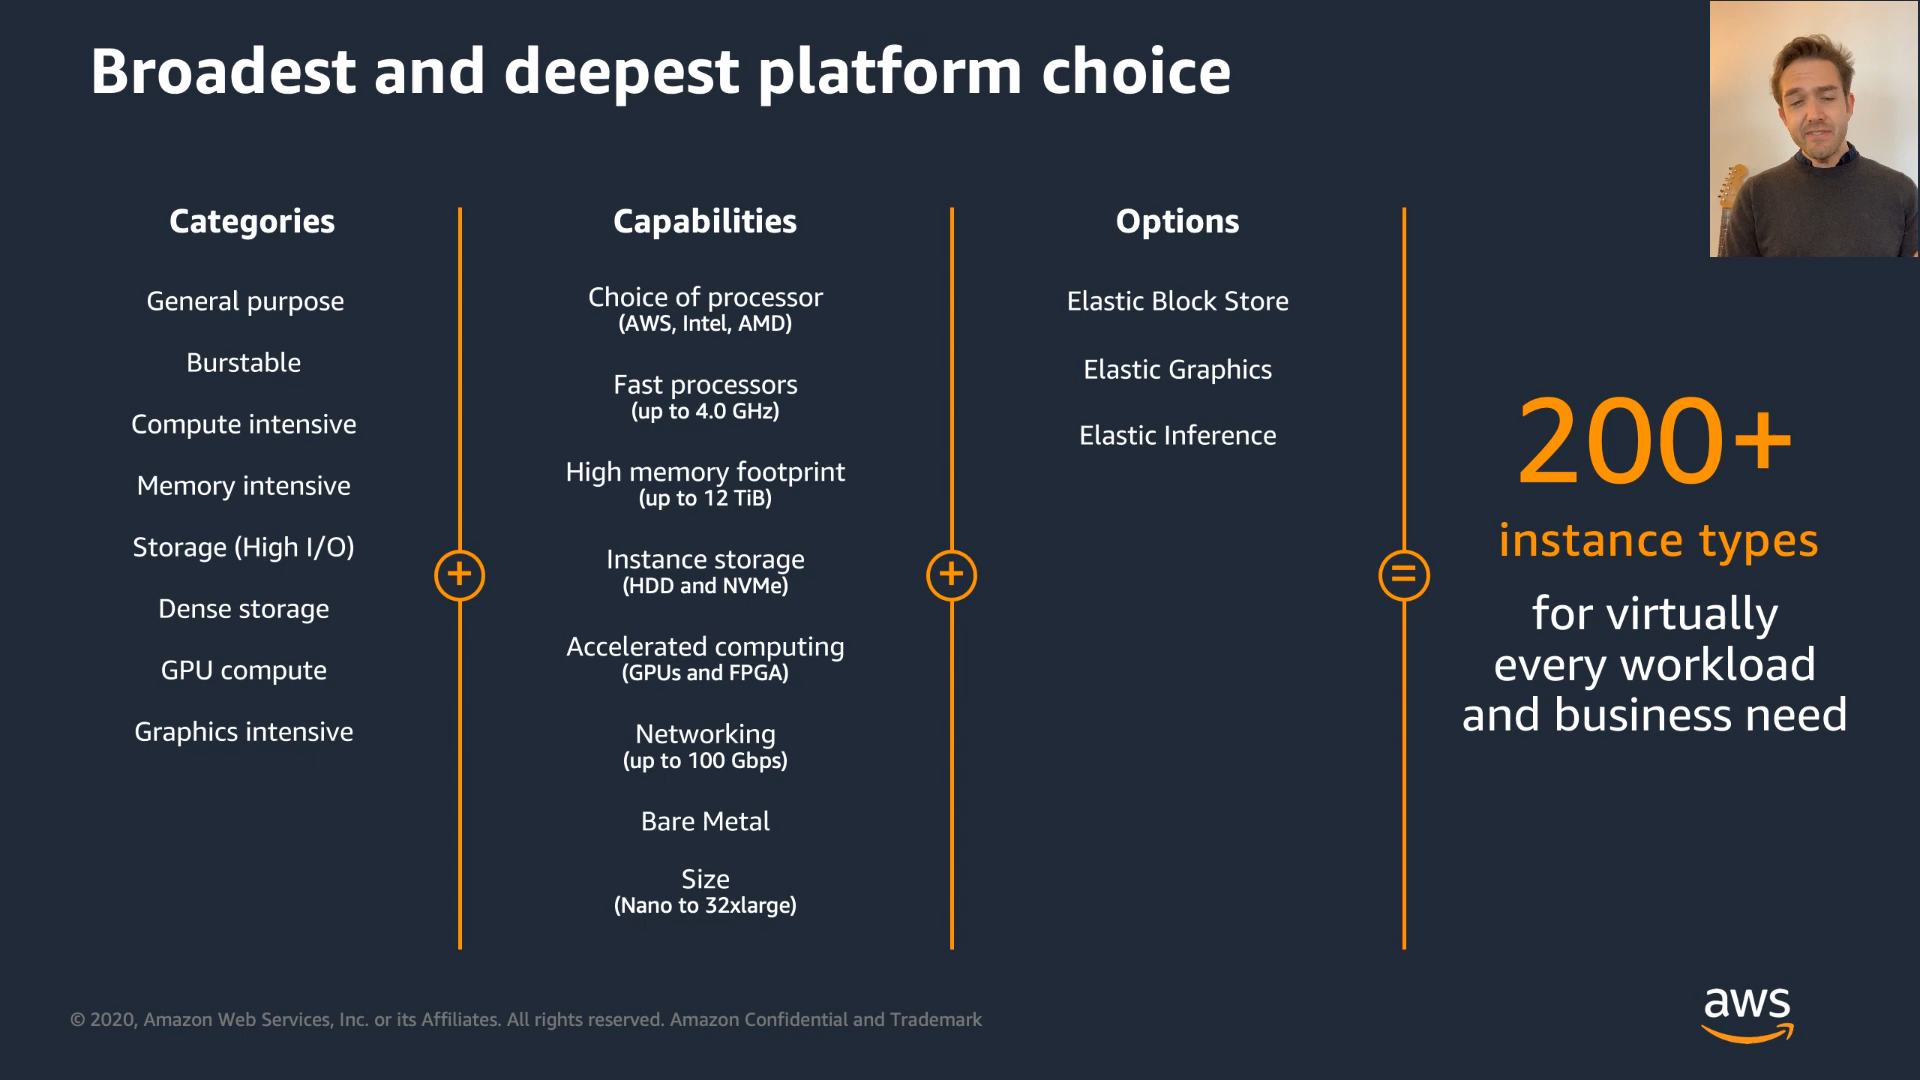 Broadest and deepest platform choice
Categories
General purpose
Burstable
Compute intensive
Memory intensive
Storage (High I/O)
Dense storage
GPU compute
Graphics intensive
+
Capabilities
Choice of processor
(AWS, Intel, AMD)
Fast processors
(up to 4.0 GHz)
High memory footprint
(up to 12 TiB)
Instance storage
(HDD and NVMe)
Accelerated computing
(GPUs and FPGA)
Networking
(up to 100 Gbps)
Bare Metal
Size
(Nano to 32xlarge)
+
Options
Elastic Block Store
Elastic Graphics
Elastic Inference
=
200+
instance types
for virtually
every workload
and business need
© 2020, Amazon Web Services, Inc. or its Affiliates. All rights reserved. Amazon Confidential and Trademark
aws